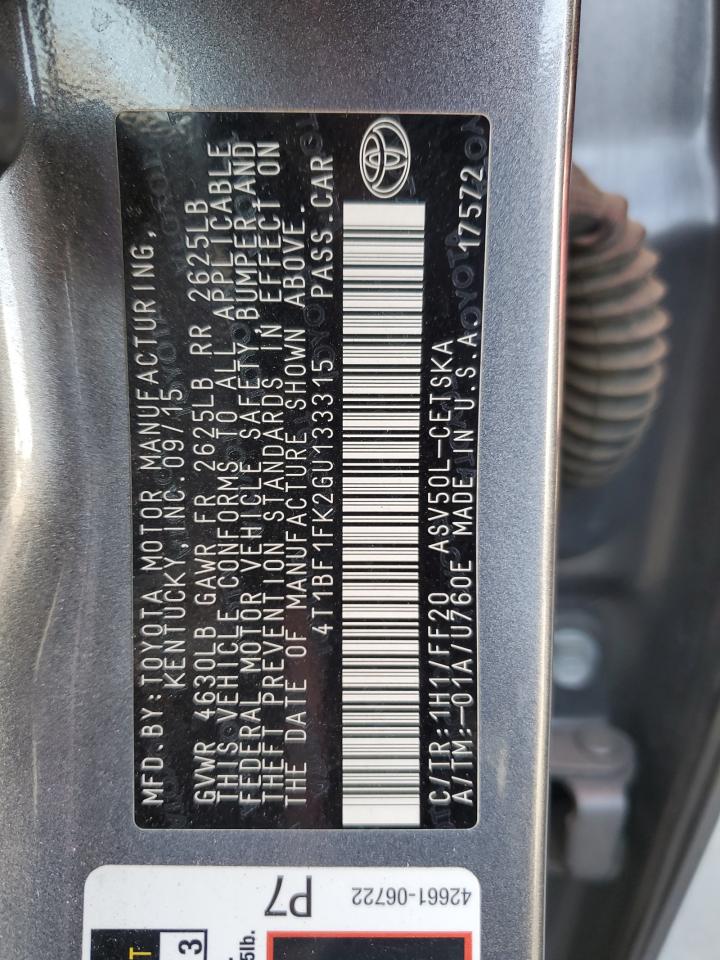 MFD.BY:TOYOTA MOTOR MANUFACTURING,
KENTUCKY, INC. 09/15
GVWR 4630LB GAWR FR 2625LB RR 2625LB
THIS VEHICLE CONFORMS TO ALL APPLICABLE
FEDERAL MOTOR VEHICLE SAFETY, BUMPER, AND
THEFT PREVENTION STANDARDS IN EFFECT ON
THE DATE OF MANUFACTURE SHOWN ABOVE.
4T1BF1FK2GU133315 PASS.CAR
C/TR:1H1/FF20 ASV50L-CETSKA
A/TM:-01A/U760E MADE IN U.S.A. 17572
P7
42661-06722
3
5lb.